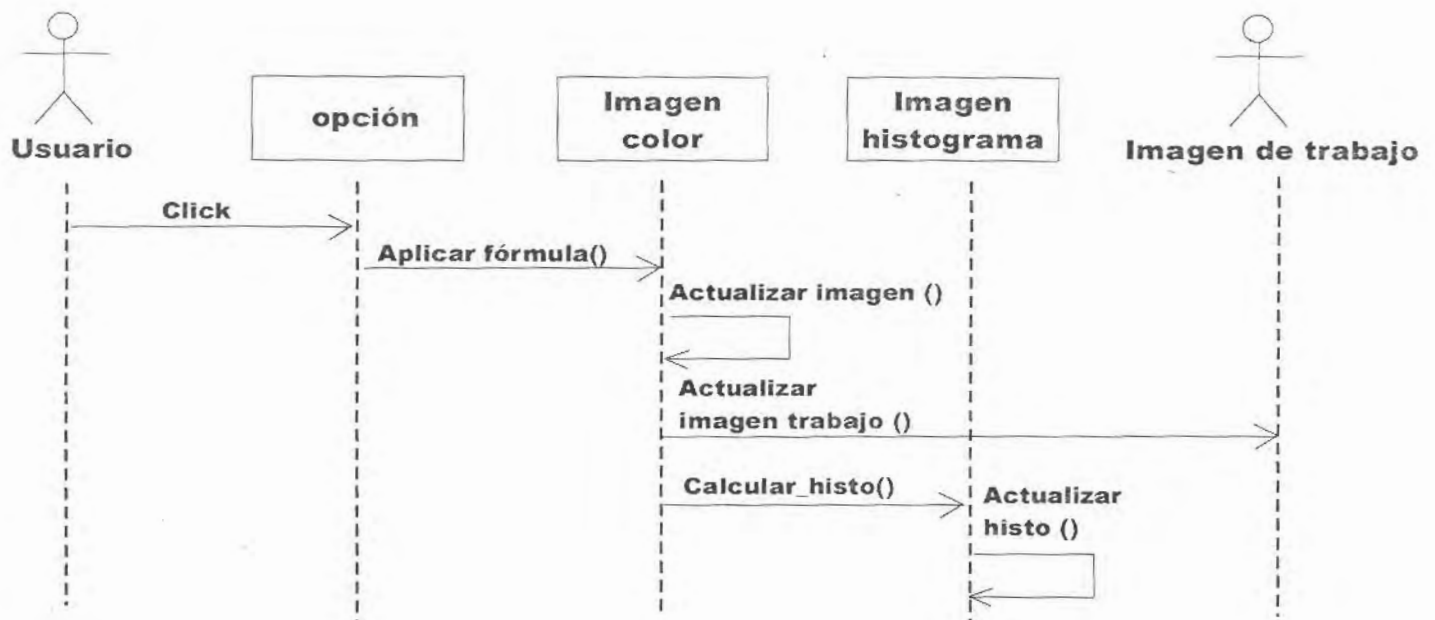 Usuario
opción
Imagen
color
Imagen
histograma
Imagen de trabajo
Click
Aplicar fórmula()
Actualizar imagen ()
Actualizar
imagen trabajo ()
Calcular_histo()
Actualizar
histo ()